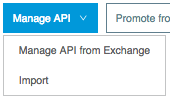 Manage API Promote fro
Manage API from Exchange
Import